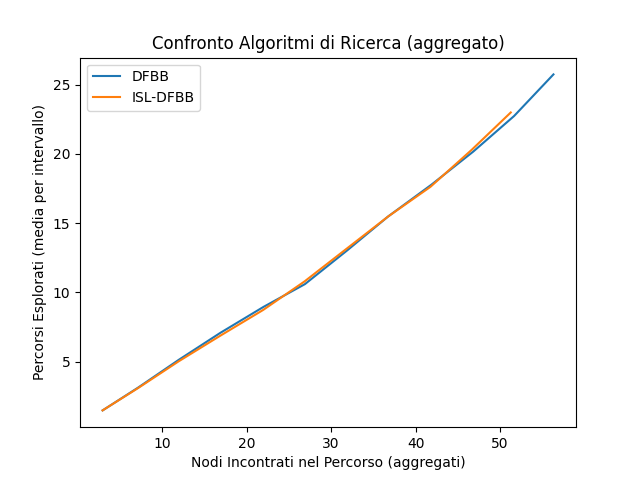 Confronto Algoritmi di Ricerca (aggregato)
DFBB
ISL-DFBB
Percorsi Esplorati (media per intervallo)
25
20
15
10
5
10 20 30 40 50
Nodi Incontrati nel Percorso (aggregati)